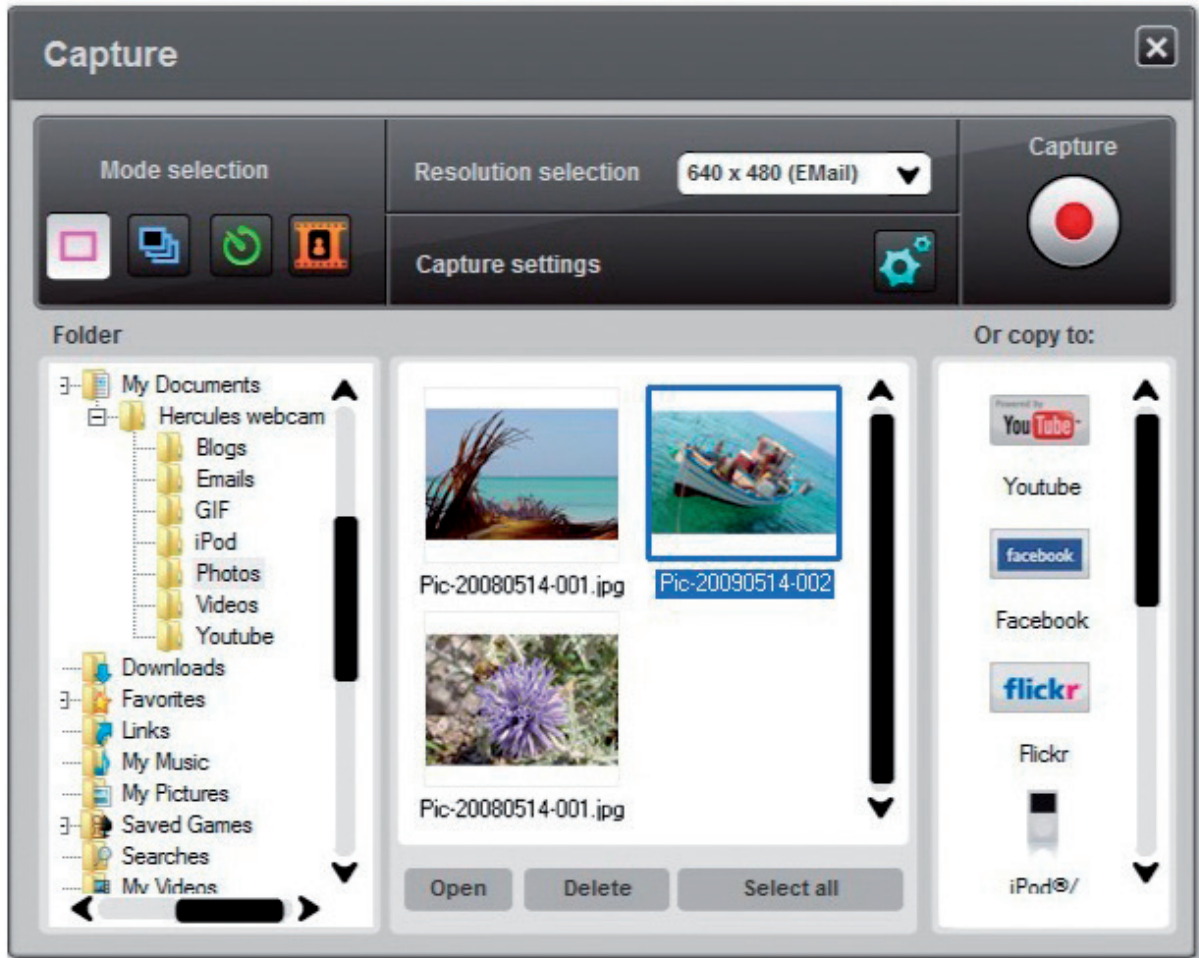 Capture
Mode selection
Resolution selection
640 x 480 (EMail)
Capture
Capture settings
Folder
Or copy to:
My Documents
Hercules webcam
Blogs
Emails
GIF
iPod
Photos
Videos
Youtube
Downloads
Favorites
Links
My Music
My Pictures
Saved Games
Searches
My Videos
Pic-20080514-001.jpg
Pic-20090514-002
Pic-20080514-001.jpg
Open
Delete
Select all
Powered by
YouTube
Youtube
facebook
Facebook
flickr
Flickr
iPod®/